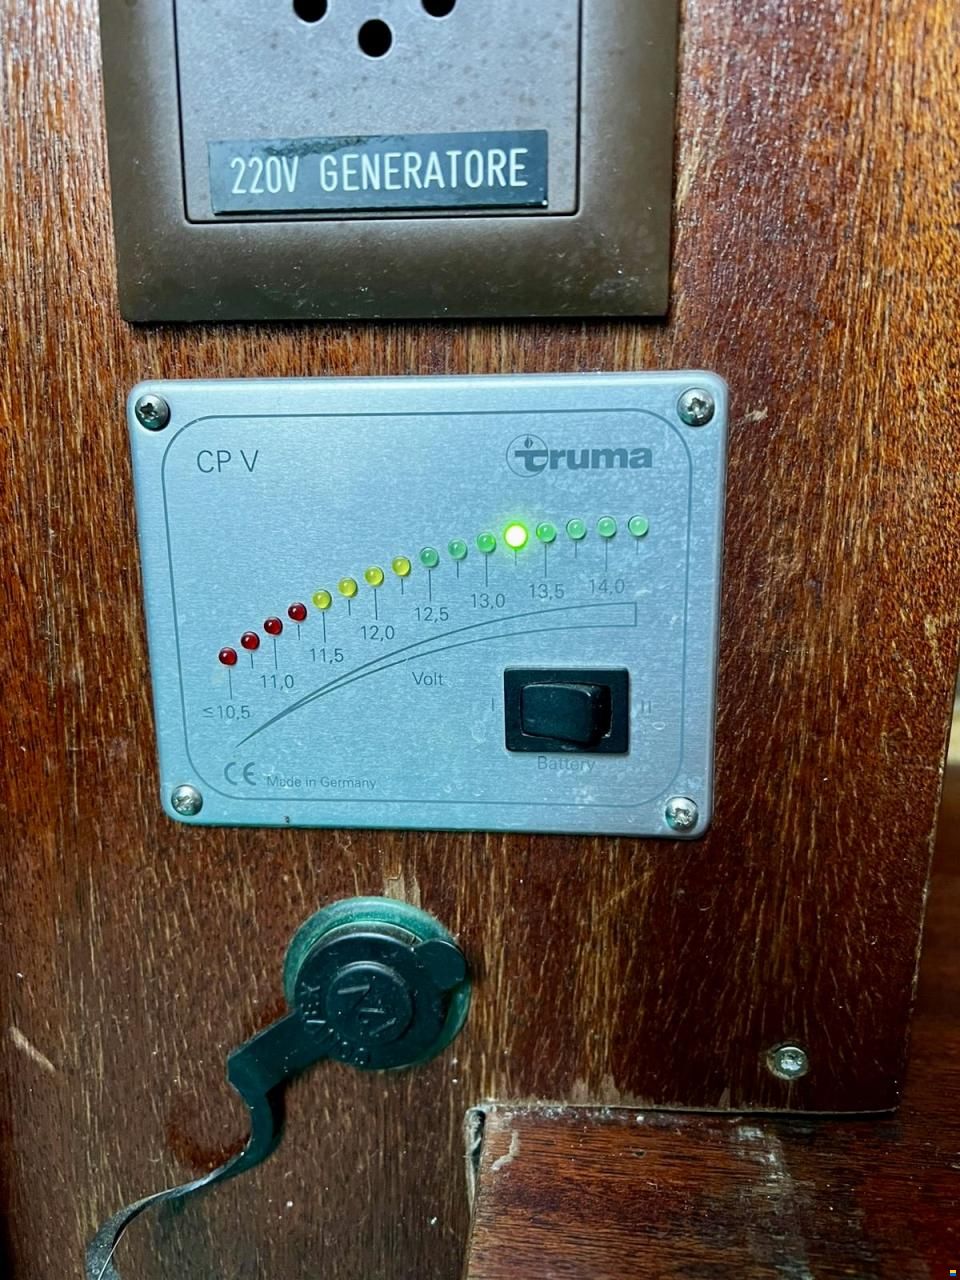 220V GENERATORE
CP V
truma
≤10,5
11,0
11,5
12,0
12,5
13,0
13,5
14,0
Volt
I
II
Battery
CE
Made in Germany